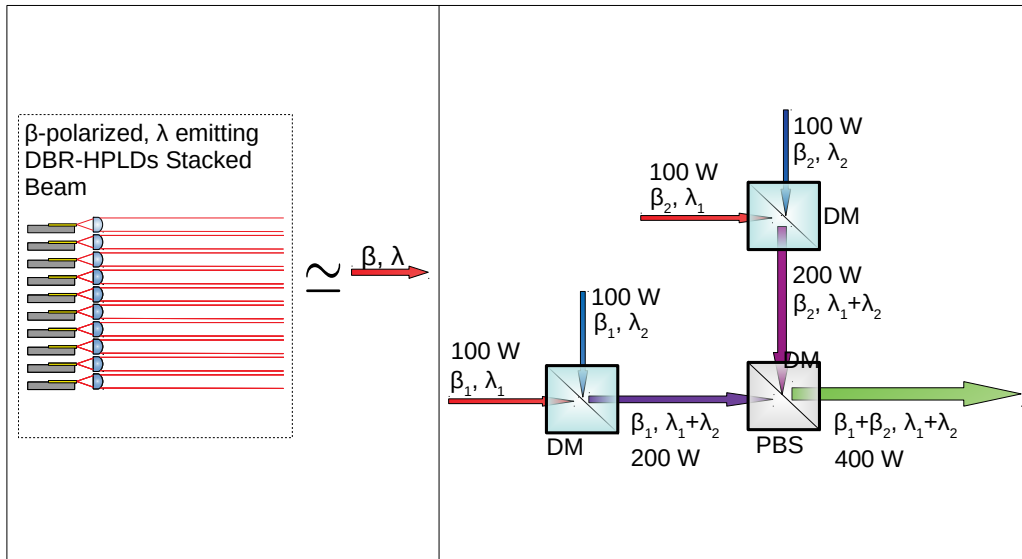 β-polarized, λ emitting
DBR-HPLDs Stacked
Beam
≃
β, λ
100 W
β₂, λ₂
100 W
β₂, λ₁
DM
200 W
β₂, λ₁+λ₂
100 W
β₁, λ₂
100 W
β₁, λ₁
DM
DM
β₁, λ₁+λ₂
200 W
PBS
β₁+β₂, λ₁+λ₂
400 W